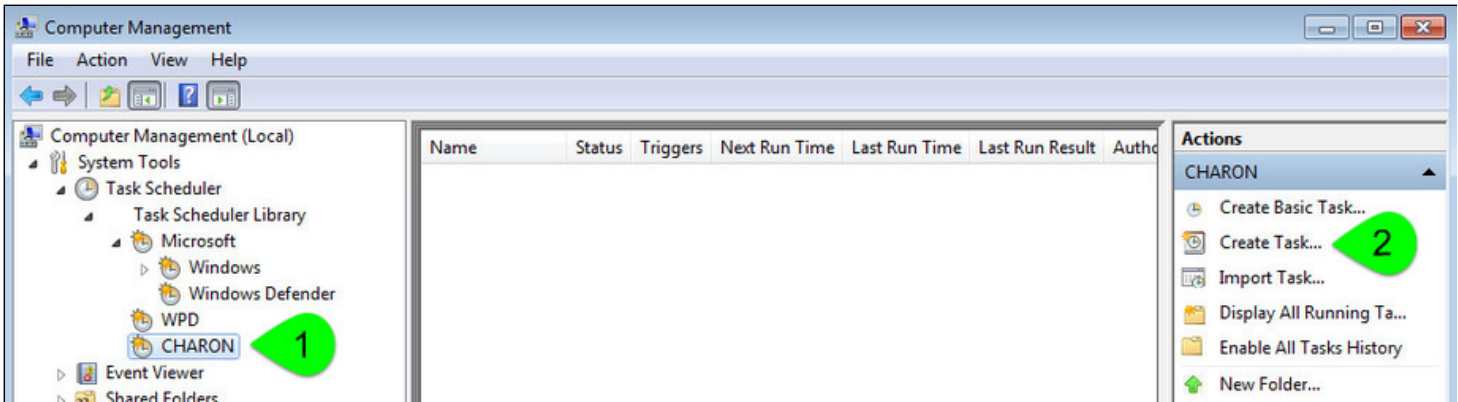 Computer Management
File Action View Help
Computer Management (Local)
System Tools
Task Scheduler
Task Scheduler Library
Microsoft
Windows
Windows Defender
WPD
CHARON
1
Event Viewer
Shared Folders
Name Status Triggers Next Run Time Last Run Time Last Run Result Autho
Actions
CHARON
Create Basic Task...
Create Task...
2
Import Task...
Display All Running Ta...
Enable All Tasks History
New Folder...